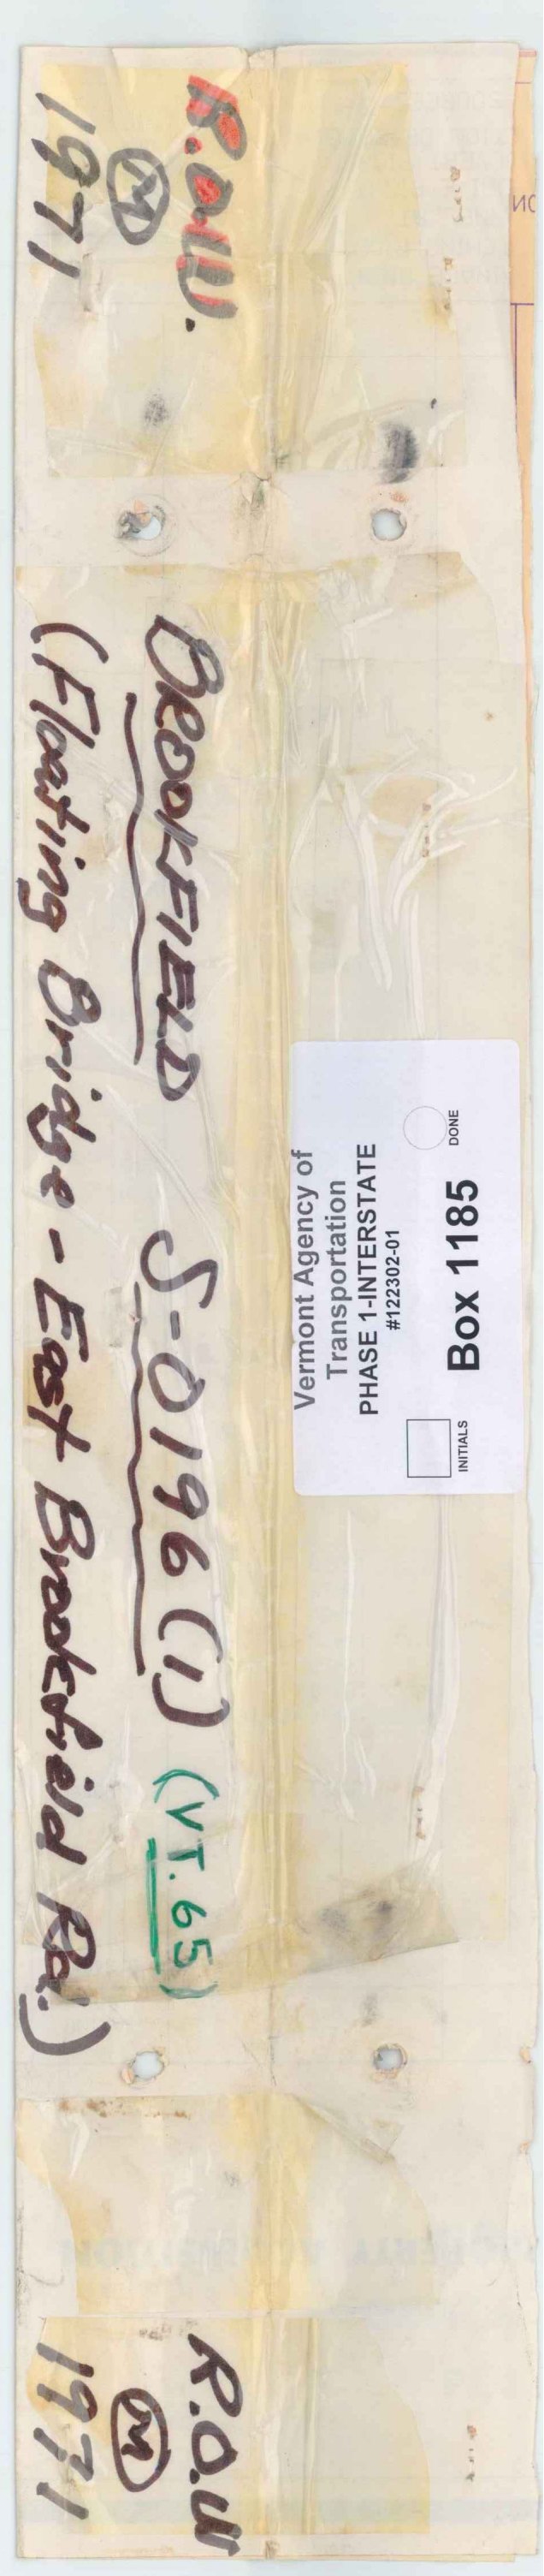 R.O.W.
(M)
1971
BROOKFIELD S-0196 (1) (VT. 65)
(Floating Bridge - East Brookfield Rd.)
R.O.W
(M)
1971
Vermont Agency of
Transportation
PHASE 1-INTERSTATE
#122302-01
INITIALS Box 1185 DONE